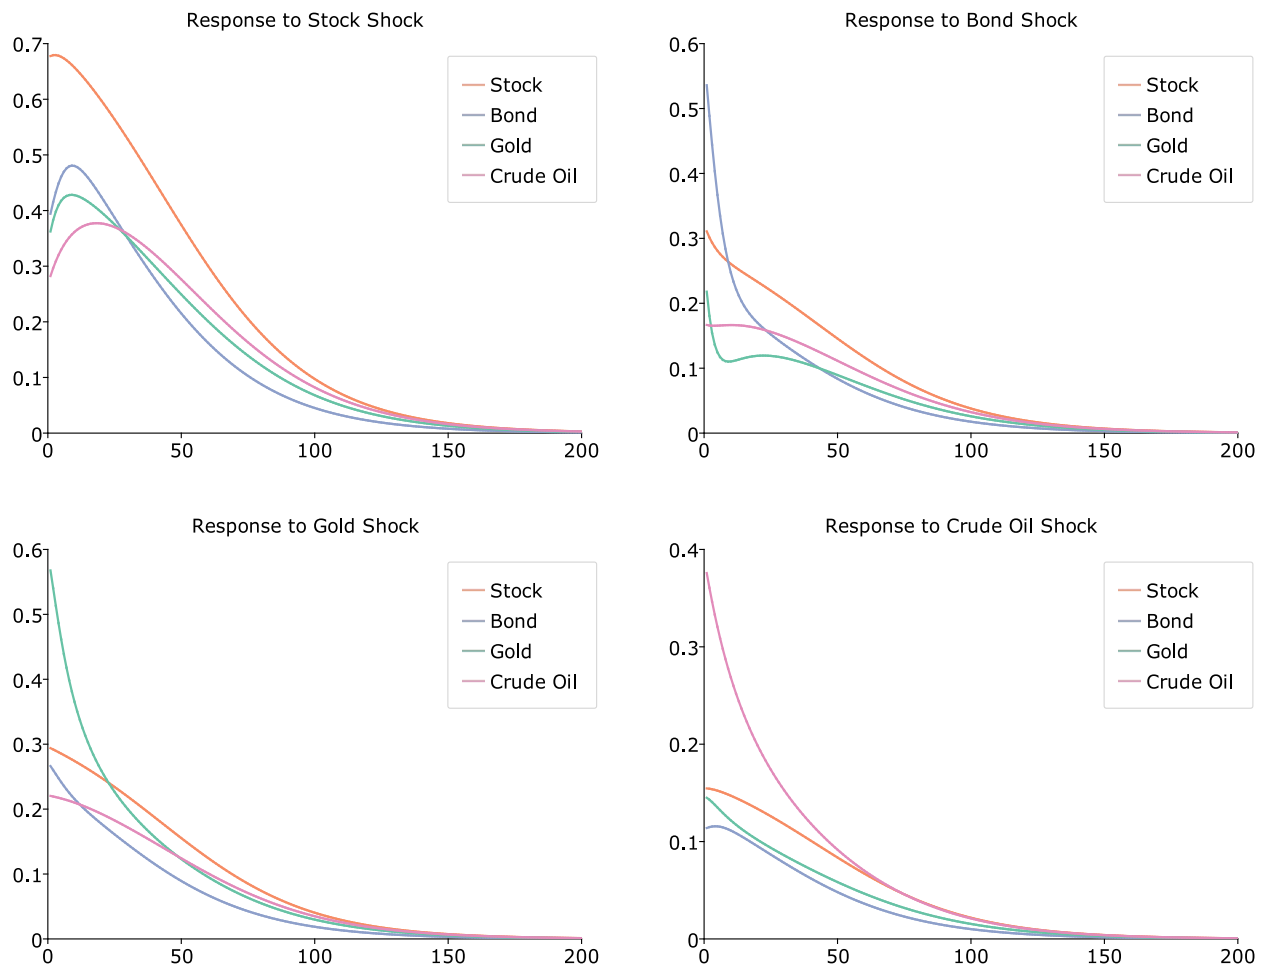 Response to Stock Shock
0.7
0.6
0.5
0.4
0.3
0.2
0.1
0
0 50 100 150 200
Stock
Bond
Gold
Crude Oil
Response to Bond Shock
0.6
0.5
0.4
0.3
0.2
0.1
0
0 50 100 150 200
Stock
Bond
Gold
Crude Oil
Response to Gold Shock
0.6
0.5
0.4
0.3
0.2
0.1
0
0 50 100 150 200
Stock
Bond
Gold
Crude Oil
Response to Crude Oil Shock
0.4
0.3
0.2
0.1
0
0 50 100 150 200
Stock
Bond
Gold
Crude Oil